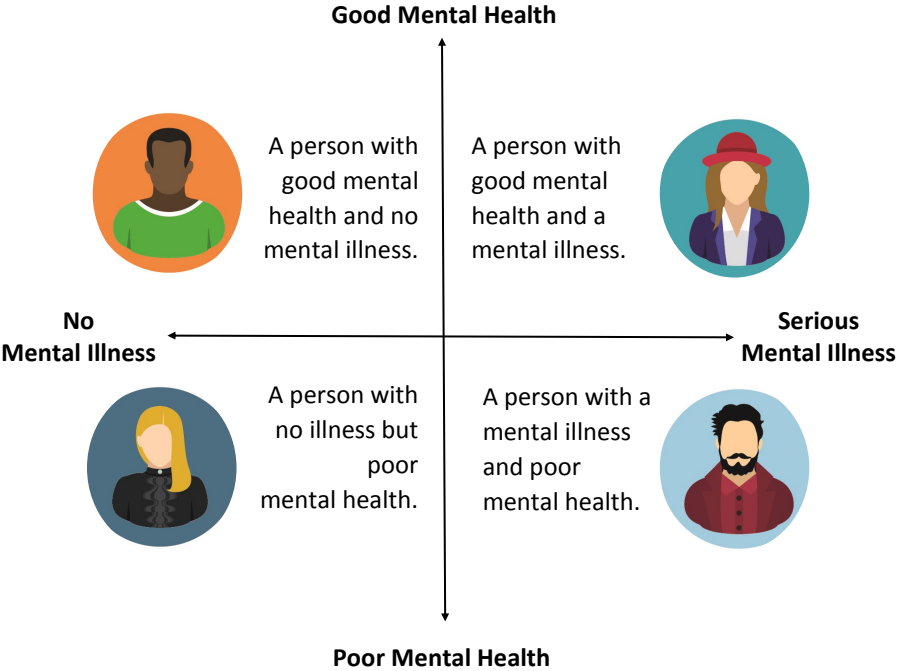 Good Mental Health
A person with
good mental
health and no
mental illness.
A person with
good mental
health and a
mental illness.
No
Mental Illness
Serious
Mental Illness
A person with
no illness but
poor
mental health.
A person with a
mental illness
and poor
mental health.
Poor Mental Health